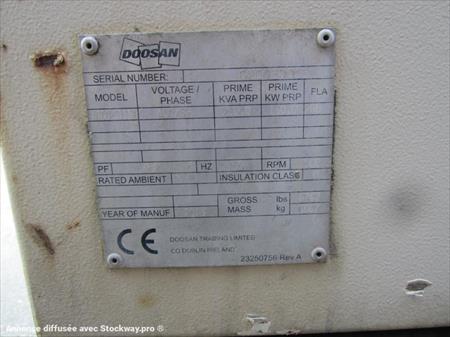 DOOSAN
SERIAL NUMBER:
MODEL VOLTAGE / PHASE PRIME KVA PRP PRIME KW PRP FLA
PF HZ RPM
RATED AMBIENT INSULATION CLASS
GROSS MASS lbs kg
YEAR OF MANUF
CE DOOSAN TRADING LIMITED
CO DUBLIN IRELAND
23250756 Rev A
Annonce diffusée avec Stockway.pro ®